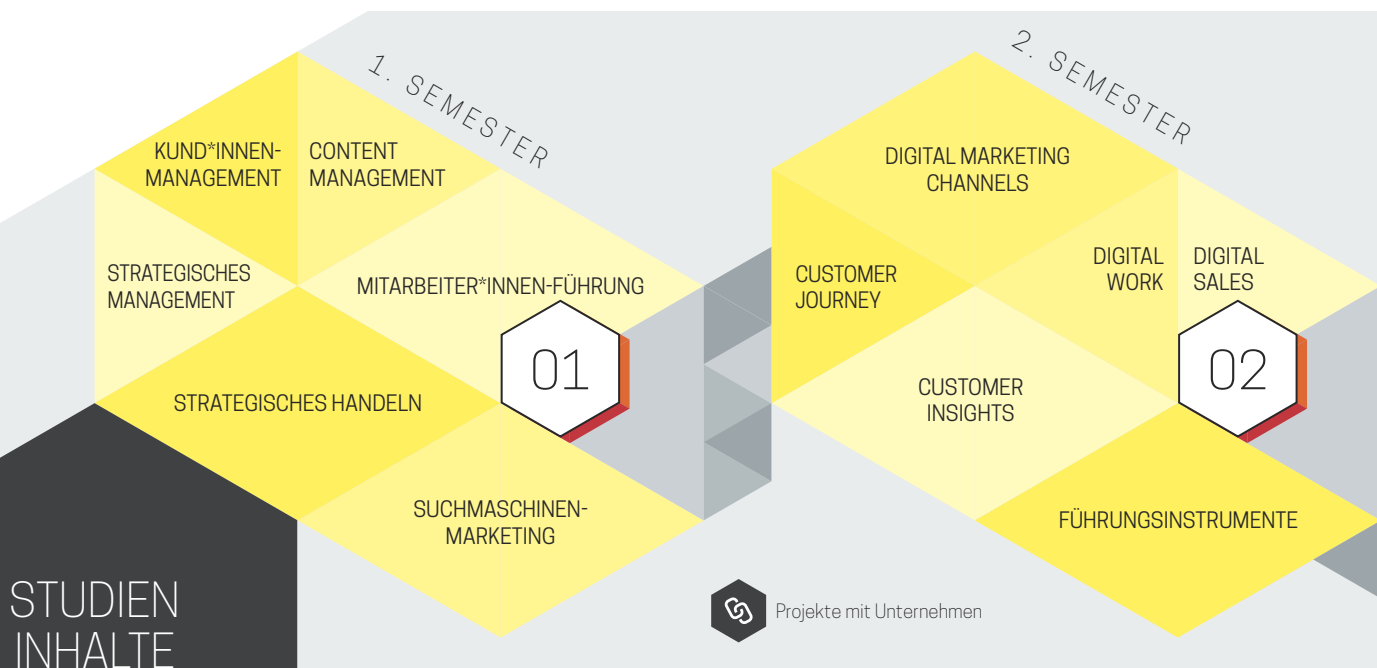 1. SEMESTER
KUND*INNEN-
MANAGEMENT
CONTENT
MANAGEMENT
STRATEGISCHES
MANAGEMENT
MITARBEITER*INNEN-FÜHRUNG
01
STRATEGISCHES HANDELN
SUCHMASCHINEN-
MARKETING
2. SEMESTER
DIGITAL MARKETING
CHANNELS
CUSTOMER
JOURNEY
DIGITAL
WORK
DIGITAL
SALES
02
CUSTOMER
INSIGHTS
FÜHRUNGSINSTRUMENTE
STUDIEN
INHALTE
Projekte mit Unternehmen